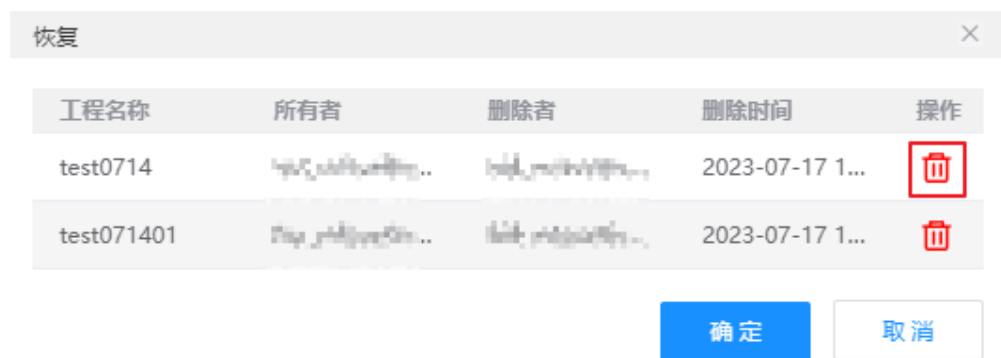 恢复
工程名称 所有者 删除者 删除时间 操作
test0714 2023-07-17 1...
test071401 2023-07-17 1...
确定 取消